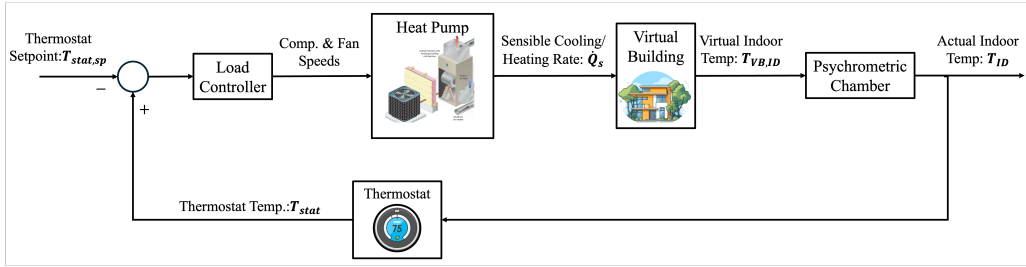 Thermostat
Setpoint:T_stat,sp
−
+
Load
Controller
Comp. & Fan
Speeds
Heat Pump
Sensible Cooling/
Heating Rate: Q̇_s
Virtual
Building
Virtual Indoor
Temp: T_VB,ID
Psychrometric
Chamber
Actual Indoor
Temp: T_ID
Thermostat Temp.:T_stat
Thermostat
75